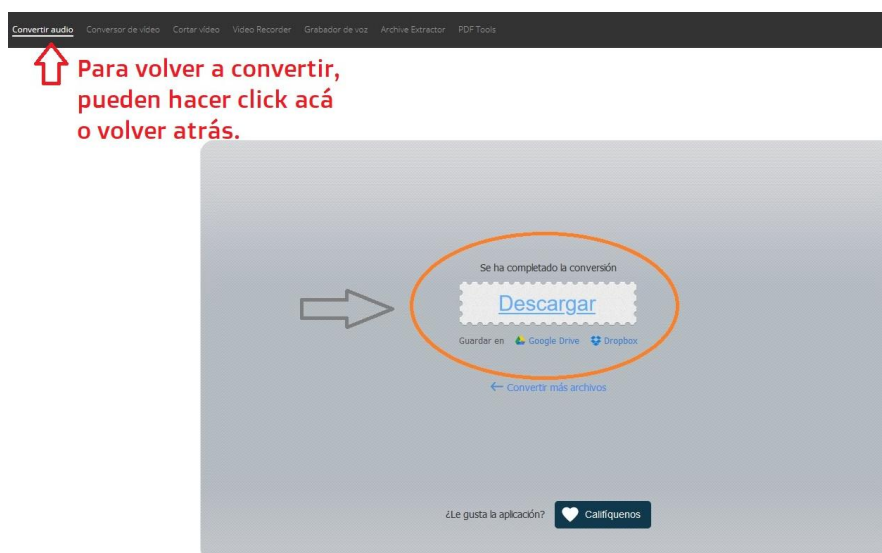 Convertir audio Conversor de vídeo Cortar vídeo Video Recorder Grabador de voz Archive Extractor PDF Tools
Para volver a convertir,
pueden hacer click acá
o volver atrás.
Se ha completado la conversión
Descargar
Guardar en Google Drive Dropbox
Convertir más archivos
¿Le gusta la aplicación? Califíquenos